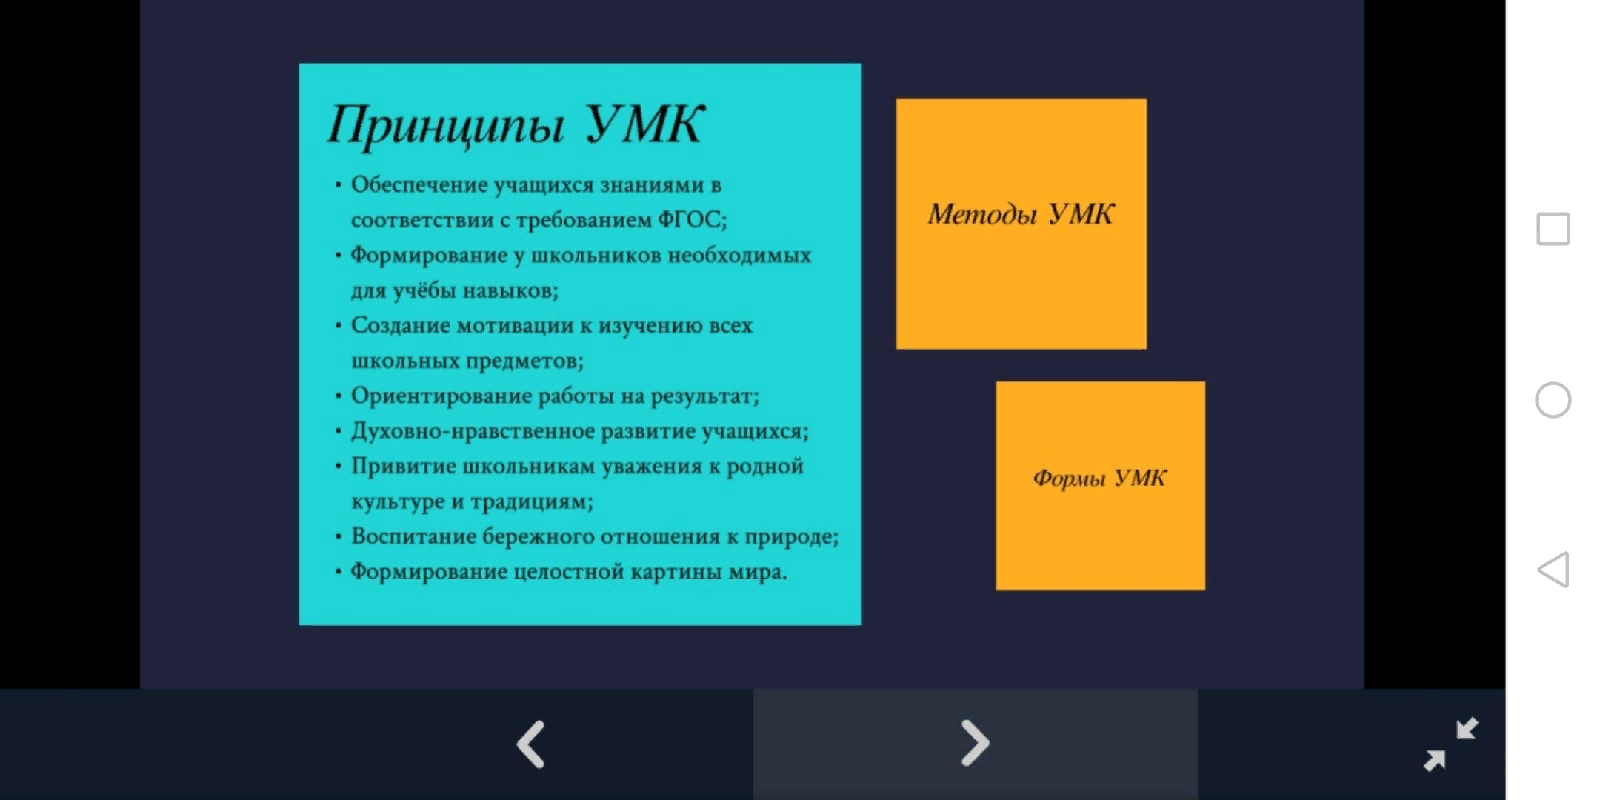 Принципы УМК
• Обеспечение учащихся знаниями в
соответствии с требованием ФГОС;
• Формирование у школьников необходимых
для учёбы навыков;
• Создание мотивации к изучению всех
школьных предметов;
• Ориентирование работы на результат;
• Духовно-нравственное развитие учащихся;
• Привитие школьникам уважения к родной
культуре и традициям;
• Воспитание бережного отношения к природе;
• Формирование целостной картины мира.
Методы УМК
Формы УМК